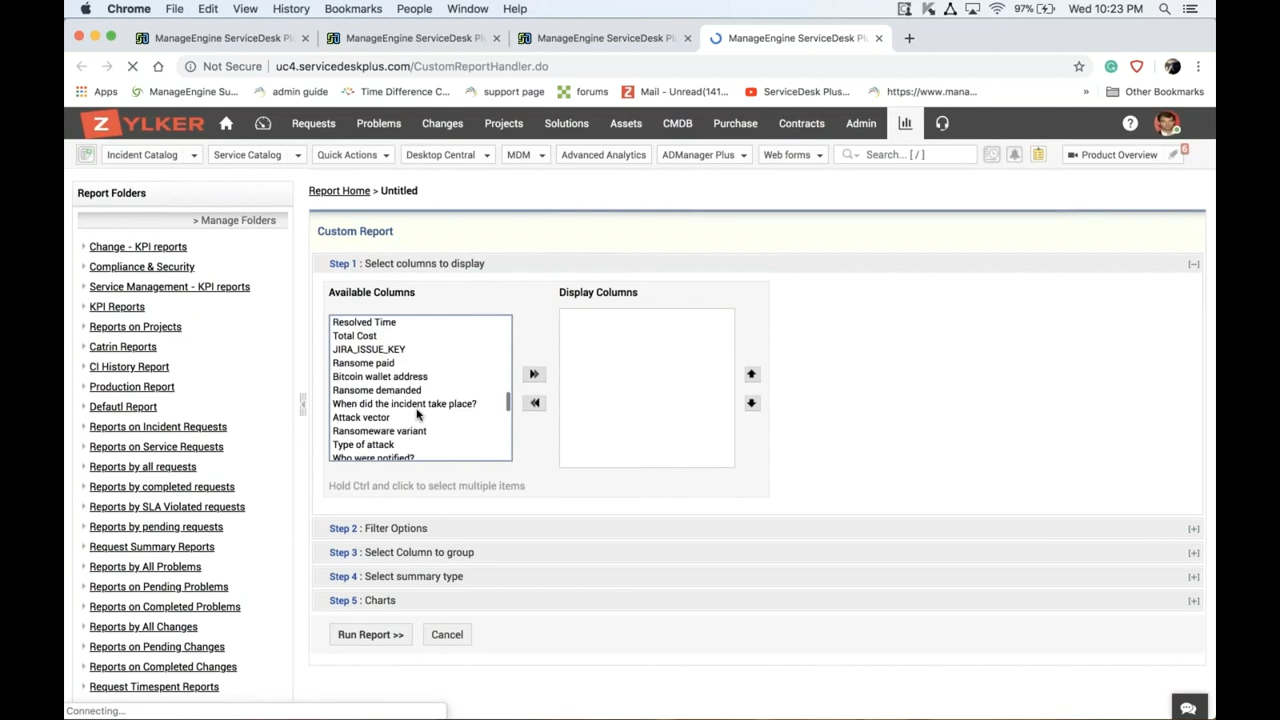 Chrome File Edit View History Bookmarks People Window Help 97% Wed 10:23 PM
ManageEngine ServiceDesk Pl × ManageEngine ServiceDesk Pl × ManageEngine ServiceDesk Pl × ManageEngine ServiceDesk Pl × +
Not Secure uc4.servicedeskplus.com/CustomReportHandler.do
Apps ManageEngine Su... admin guide Time Difference C... support page forums Mail - Unread(141... ServiceDesk Plus... https://www.mana... » Other Bookmarks
ZYLKER Requests Problems Changes Projects Solutions Assets CMDB Purchase Contracts Admin
Incident Catalog Service Catalog Quick Actions Desktop Central MDM Advanced Analytics ADManager Plus Web forms Search... [ / ] Product Overview 6
Report Folders
> Manage Folders
Change - KPI reports
Compliance & Security
Service Management - KPI reports
KPI Reports
Reports on Projects
Catrin Reports
CI History Report
Production Report
Defautl Report
Reports on Incident Requests
Reports on Service Requests
Reports by all requests
Reports by completed requests
Reports by SLA Violated requests
Reports by pending requests
Request Summary Reports
Reports by All Problems
Reports on Pending Problems
Reports on Completed Problems
Reports by All Changes
Reports on Pending Changes
Reports on Completed Changes
Request Timespent Reports
Report Home > Untitled
Custom Report
Step 1 : Select columns to display [–]
Available Columns Display Columns
Resolved Time
Total Cost
JIRA_ISSUE_KEY
Ransome paid
Bitcoin wallet address
Ransome demanded
When did the incident take place?
Attack vector
Ransomeware variant
Type of attack
Who were notified?
Hold Ctrl and click to select multiple items
Step 2 : Filter Options [+]
Step 3 : Select Column to group [+]
Step 4 : Select summary type [+]
Step 5 : Charts [+]
Run Report >> Cancel
Connecting...